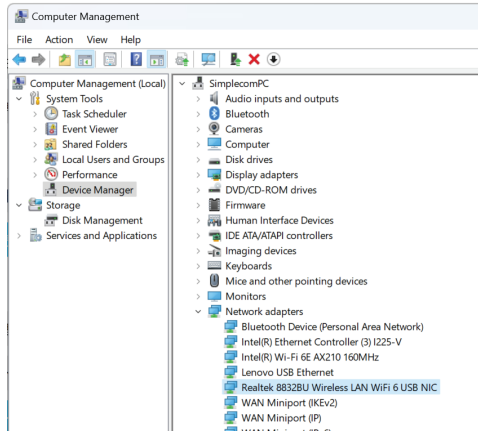 Computer Management
File Action View Help
Computer Management (Local)
System Tools
Task Scheduler
Event Viewer
Shared Folders
Local Users and Groups
Performance
Device Manager
Storage
Disk Management
Services and Applications
SimplecomPC
Audio inputs and outputs
Bluetooth
Cameras
Computer
Disk drives
Display adapters
DVD/CD-ROM drives
Firmware
Human Interface Devices
IDE ATA/ATAPI controllers
Imaging devices
Keyboards
Mice and other pointing devices
Monitors
Network adapters
Bluetooth Device (Personal Area Network)
Intel(R) Ethernet Controller (3) I225-V
Intel(R) Wi-Fi 6E AX210 160MHz
Lenovo USB Ethernet
Realtek 8832BU Wireless LAN WiFi 6 USB NIC
WAN Miniport (IKEv2)
WAN Miniport (IP)